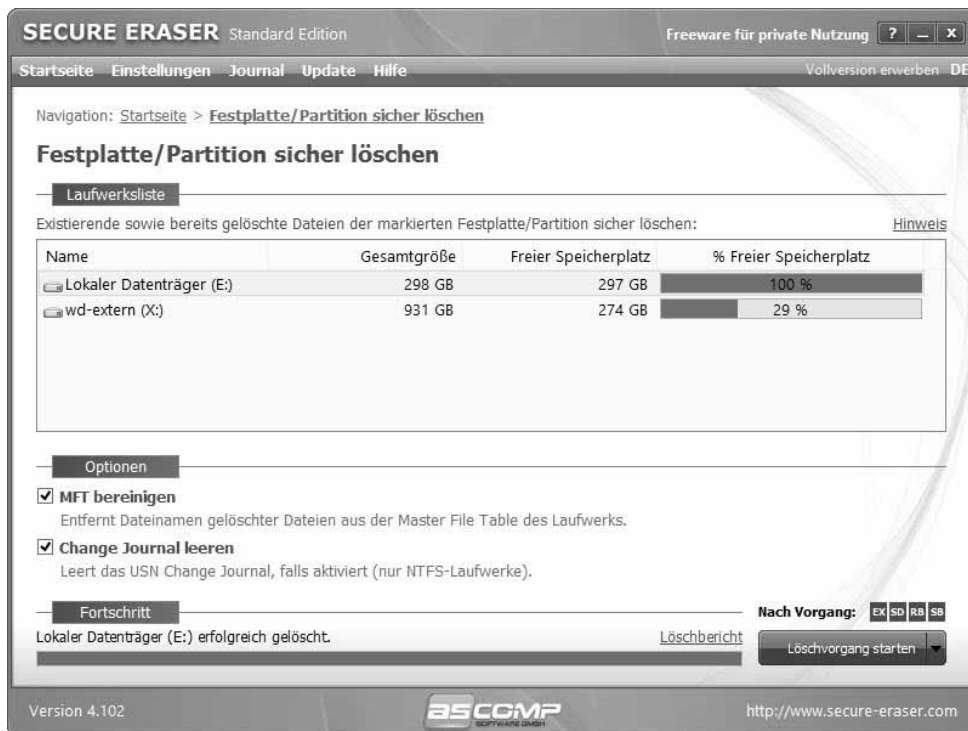 SECURE ERASER Standard Edition Freeware für private Nutzung ? _ X
Startseite Einstellungen Journal Update Hilfe Vollversion erwerben DE
Navigation: Startseite > Festplatte/Partition sicher löschen
Festplatte/Partition sicher löschen
Laufwerksliste
Existierende sowie bereits gelöschte Dateien der markierten Festplatte/Partition sicher löschen: Hinweis
Name Gesamtgröße Freier Speicherplatz % Freier Speicherplatz
Lokaler Datenträger (E:) 298 GB 297 GB 100 %
wd-extern (X:) 931 GB 274 GB 29 %
Optionen
MFT bereinigen
Entfernt Dateinamen gelöschter Dateien aus der Master File Table des Laufwerks.
Change Journal leeren
Leert das USN Change Journal, falls aktiviert (nur NTFS-Laufwerke).
Fortschritt Nach Vorgang: EX SD RB SB
Lokaler Datenträger (E:) erfolgreich gelöscht. Löschbericht
Löschvorgang starten
Version 4.102 ASCOMP SOFTWARE GMBH http://www.secure-eraser.com